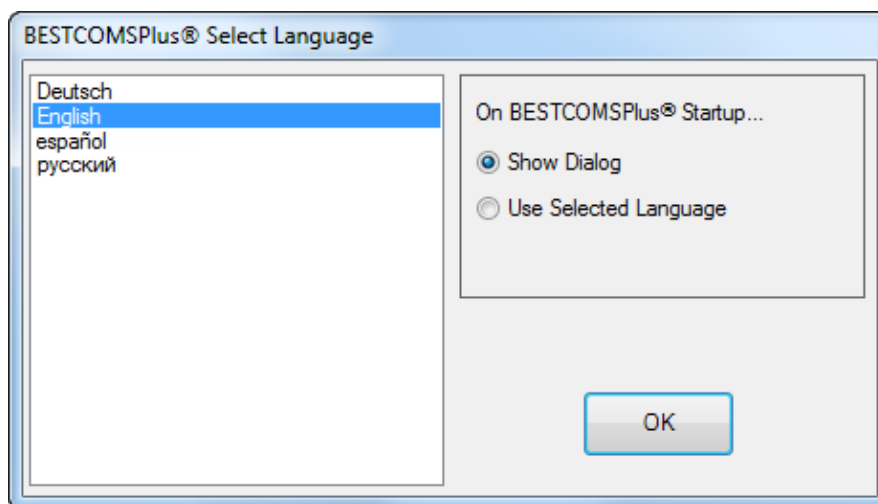 BESTCOMSPlus® Select Language
Deutsch
English
español
русский
On BESTCOMSPlus® Startup...
Show Dialog
Use Selected Language
OK